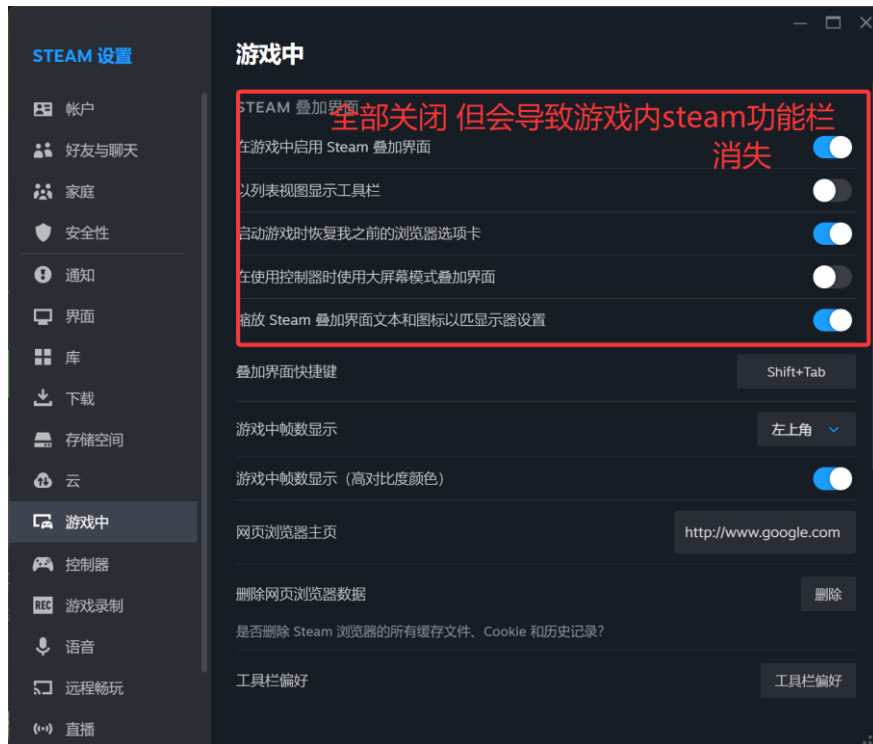 STEAM 设置
帐户
好友与聊天
家庭
安全性
通知
界面
库
下载
存储空间
云
游戏中
控制器
REC 游戏录制
语音
远程畅玩
直播
游戏中
STEAM 叠加界面
全部关闭 但会导致游戏内steam功能栏
消失
在游戏中启用 Steam 叠加界面
以列表视图显示工具栏
启动游戏时恢复我之前的浏览器选项卡
在使用控制器时使用大屏幕模式叠加界面
缩放 Steam 叠加界面文本和图标以匹显示器设置
叠加界面快捷键 Shift+Tab
游戏中帧数显示 左上角
游戏中帧数显示（高对比度颜色）
网页浏览器主页 http://www.google.com
删除网页浏览器数据 删除
是否删除 Steam 浏览器的所有缓存文件、Cookie 和历史记录？
工具栏偏好 工具栏偏好